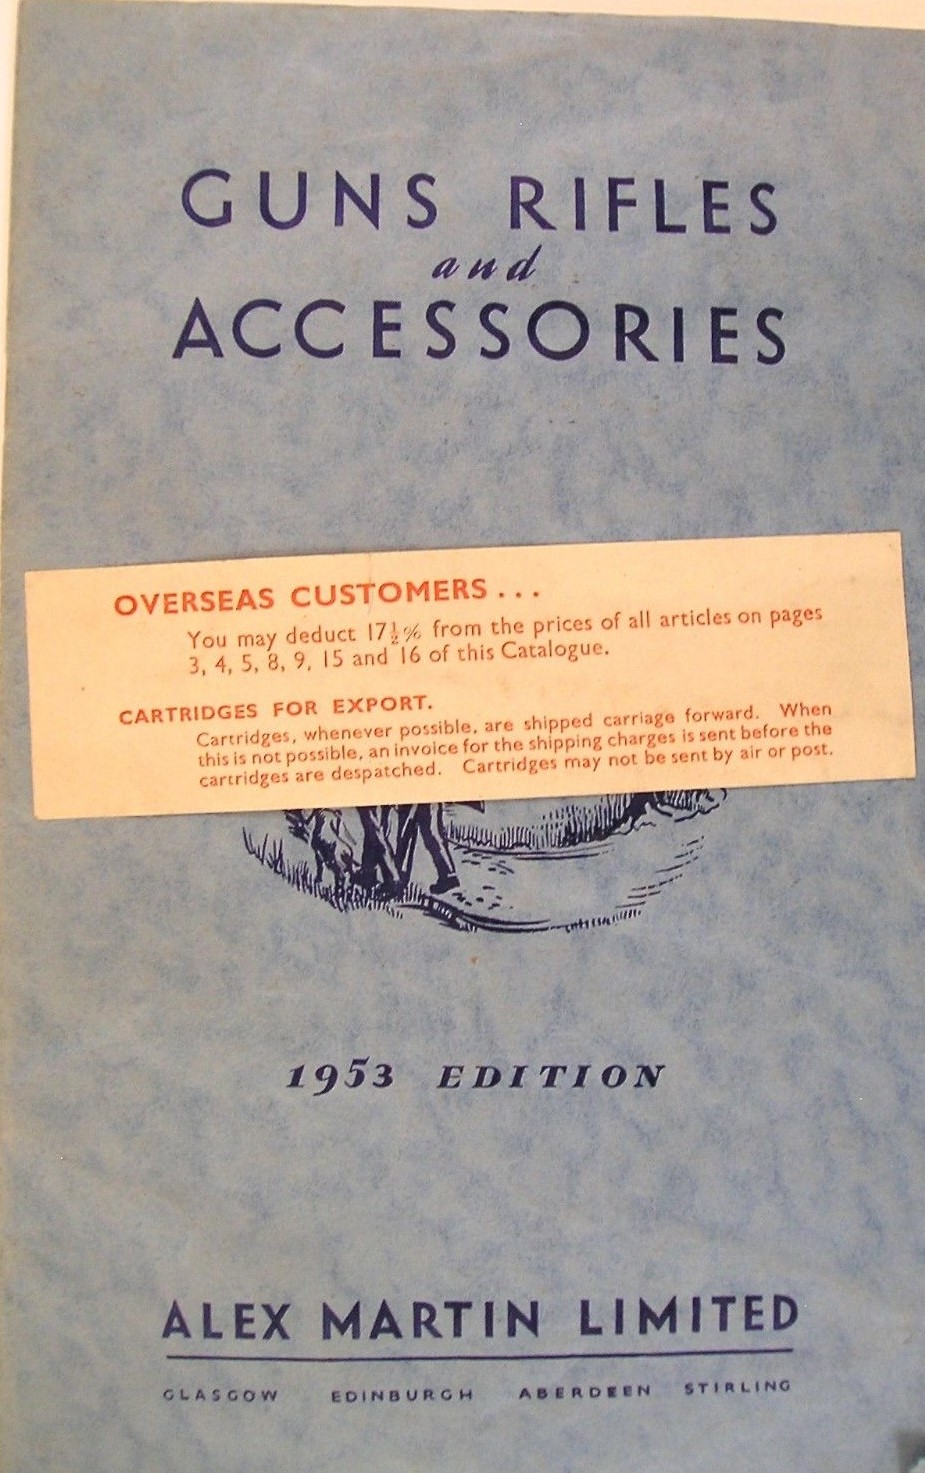 GUNS RIFLES
and
ACCESSORIES
OVERSEAS CUSTOMERS . . .
You may deduct 17½% from the prices of all articles on pages
3, 4, 5, 8, 9, 15 and 16 of this Catalogue.
CARTRIDGES FOR EXPORT.
Cartridges, whenever possible, are shipped carriage forward. When
this is not possible, an invoice for the shipping charges is sent before the
cartridges are despatched. Cartridges may not be sent by air or post.
1953 EDITION
ALEX MARTIN LIMITED
GLASGOW EDINBURGH ABERDEEN STIRLING